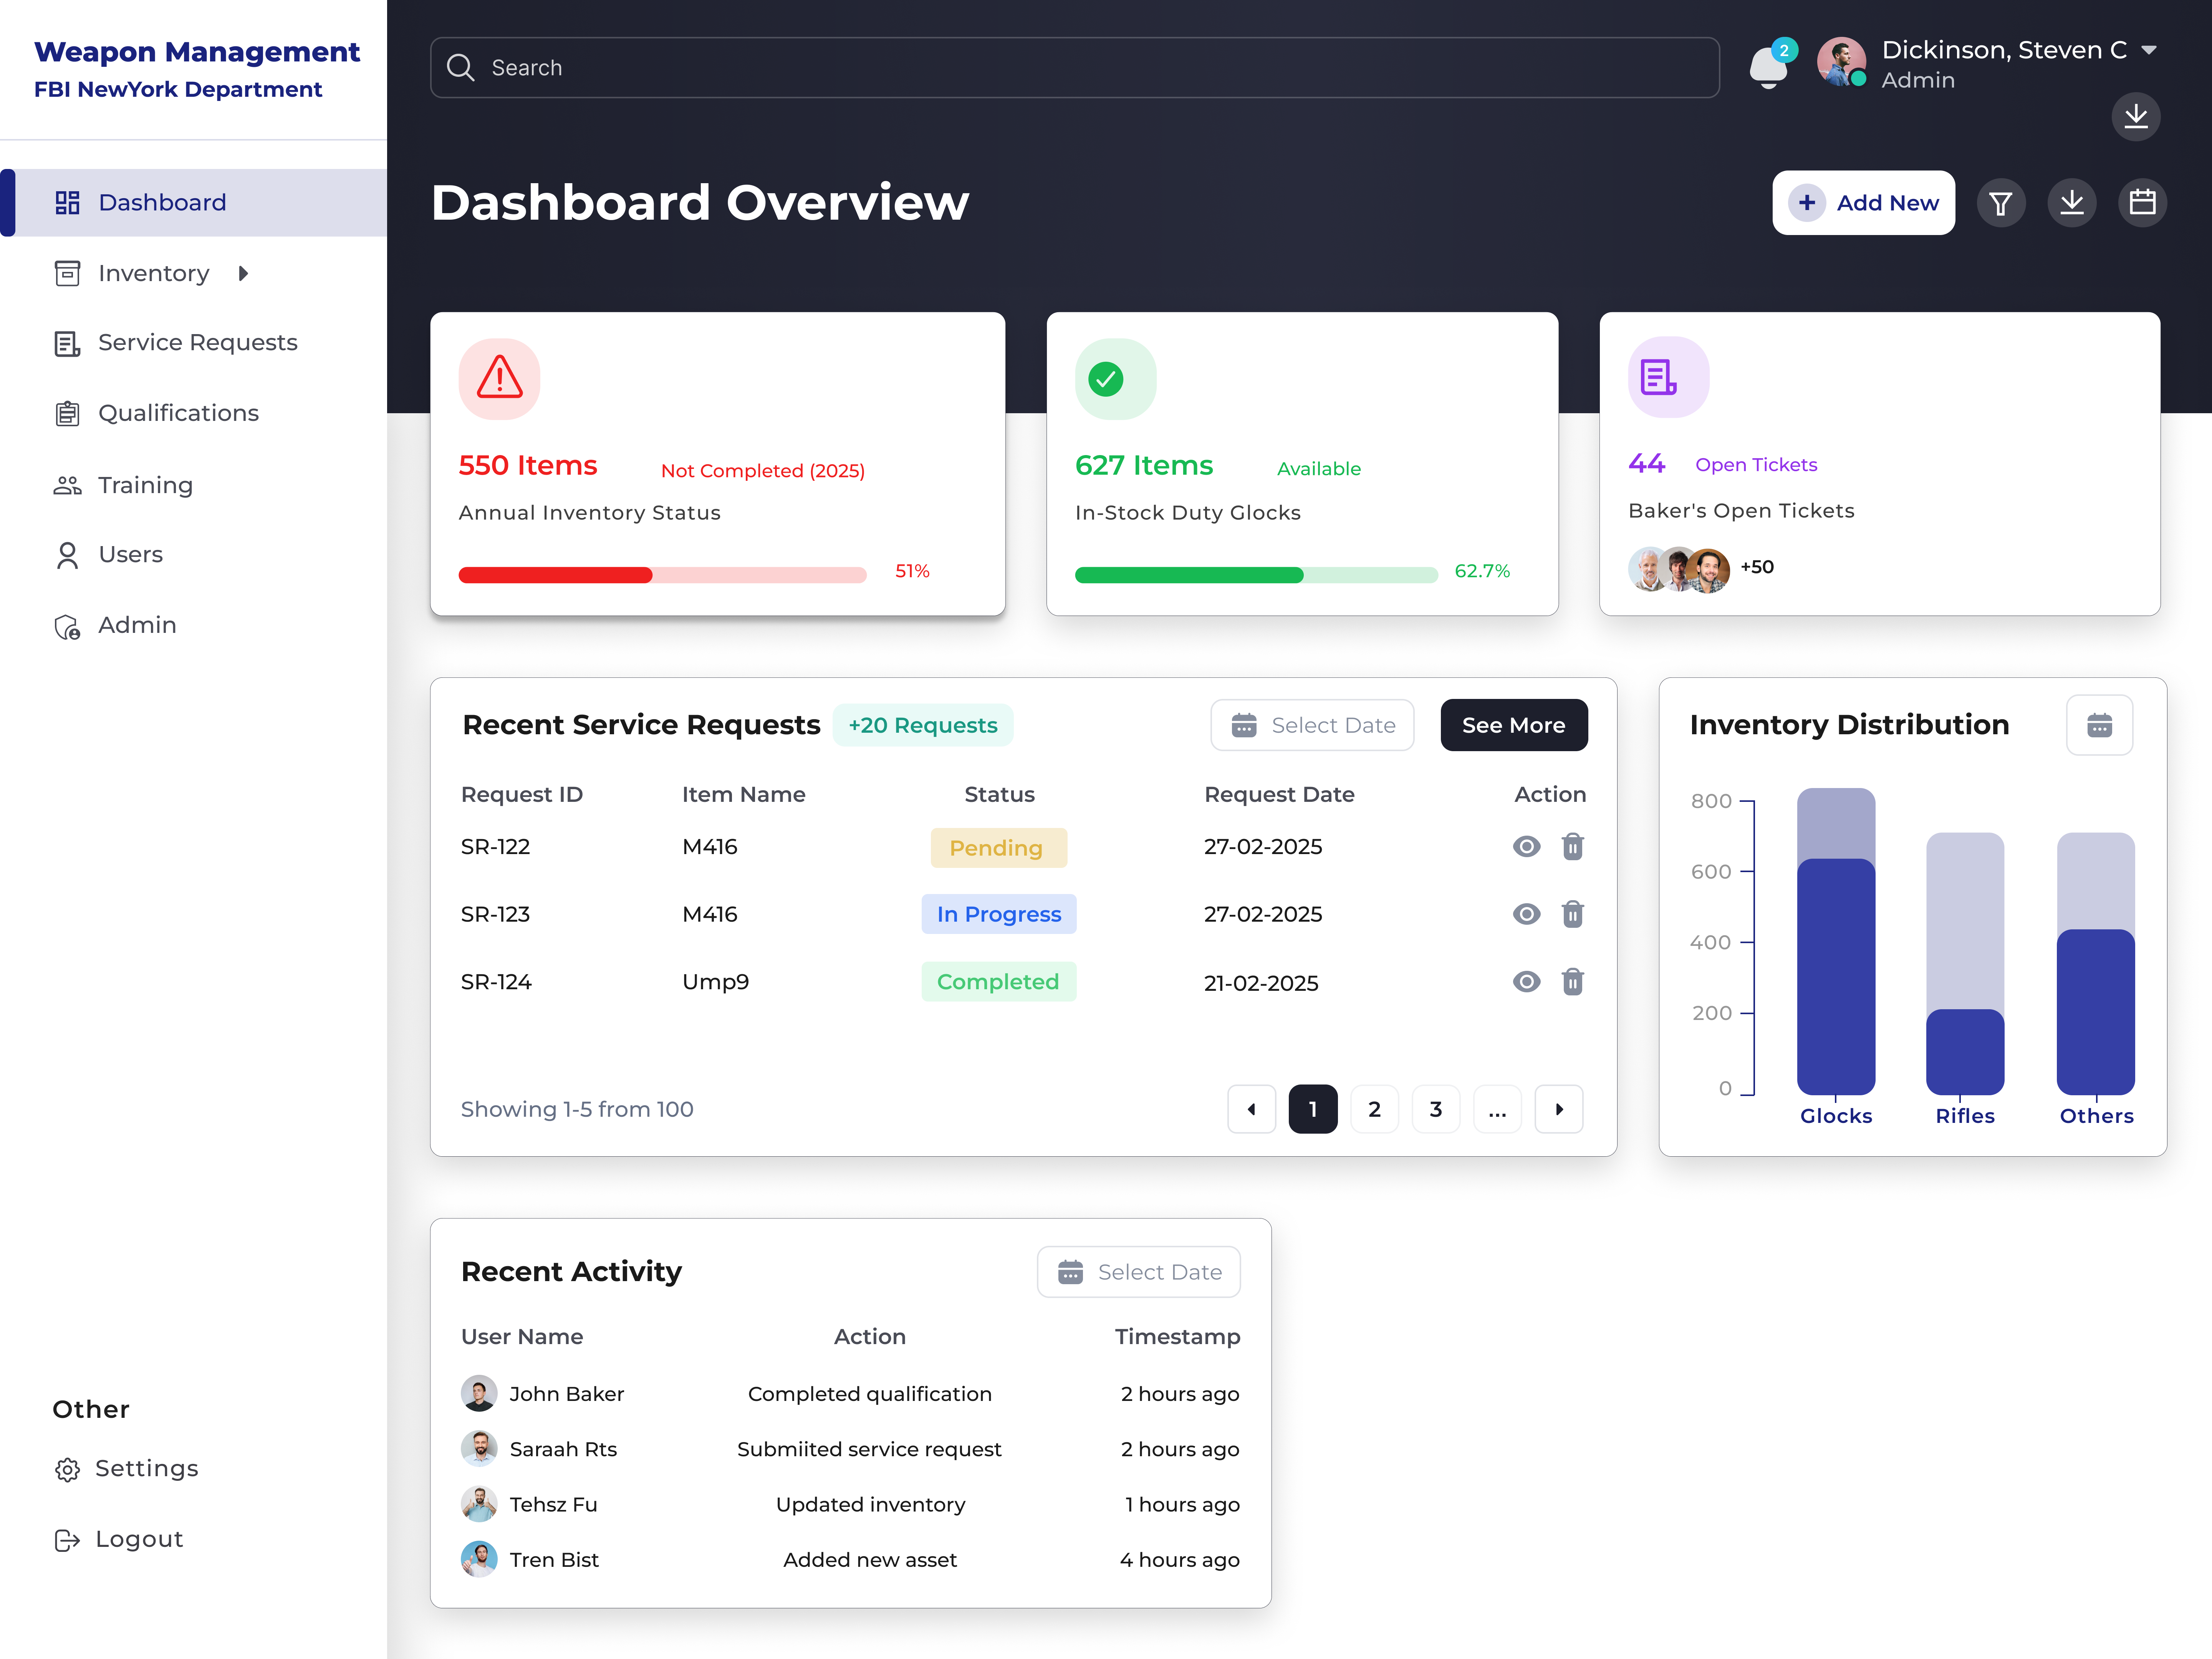 Weapon Management
FBI NewYork Department
Dashboard
Inventory
Service Requests
Qualifications
Training
Users
Admin
Other
Settings
Logout
Search
2
Dickinson, Steven C
Admin
Dashboard Overview
+ Add New
550 Items Not Completed (2025)
Annual Inventory Status
51%
627 Items Available
In-Stock Duty Glocks
62.7%
44 Open Tickets
Baker's Open Tickets
+50
Recent Service Requests +20 Requests Select Date See More
Request ID Item Name Status Request Date Action
SR-122 M416 Pending 27-02-2025
SR-123 M416 In Progress 27-02-2025
SR-124 Ump9 Completed 21-02-2025
Showing 1-5 from 100 1 2 3 ...
Inventory Distribution
800
600
400
200
0
Glocks Rifles Others
Recent Activity Select Date
User Name Action Timestamp
John Baker Completed qualification 2 hours ago
Saraah Rts Submiited service request 2 hours ago
Tehsz Fu Updated inventory 1 hours ago
Tren Bist Added new asset 4 hours ago